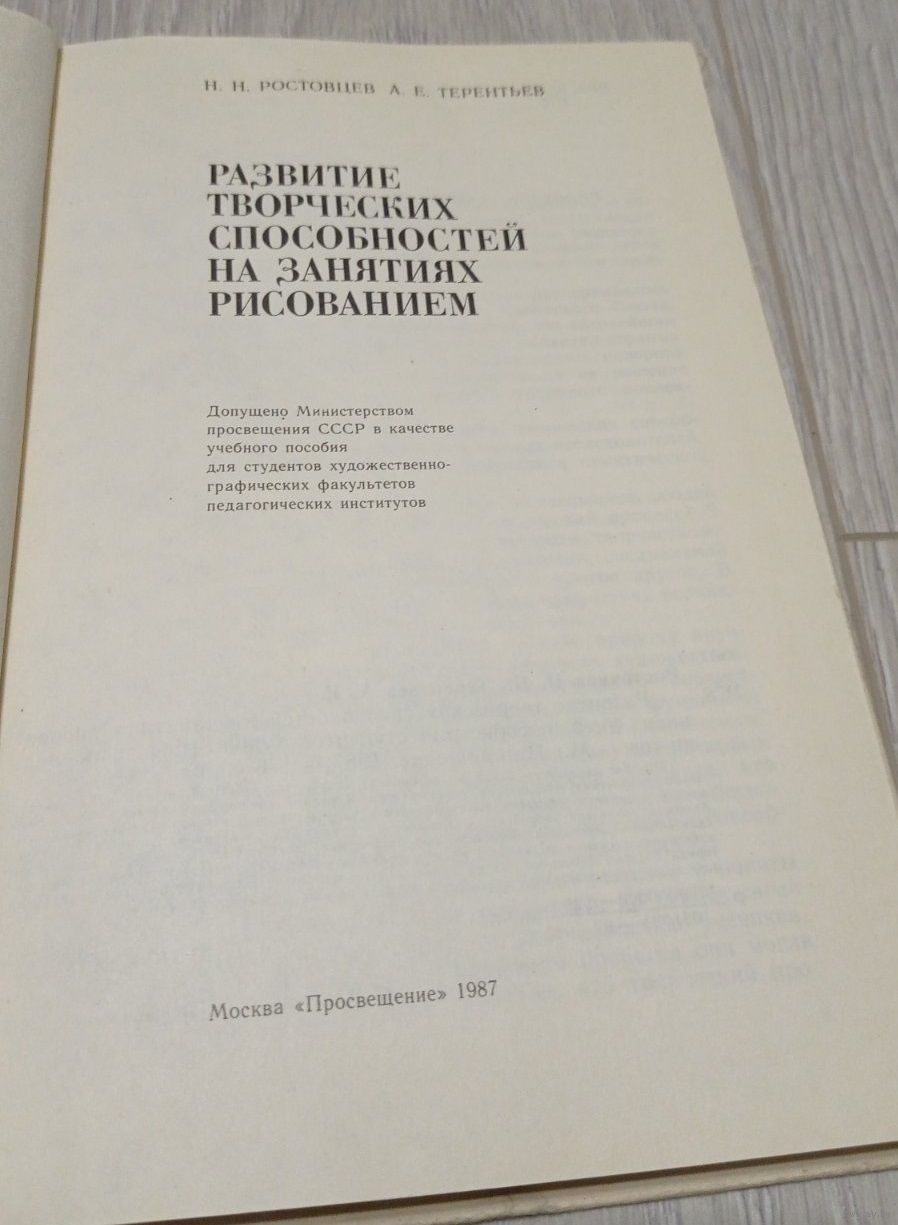 Н. Н. РОСТОВЦЕВ А. Е. ТЕРЕНТЬЕВ
РАЗВИТИЕ
ТВОРЧЕСКИХ
СПОСОБНОСТЕЙ
НА ЗАНЯТИЯХ
РИСОВАНИЕМ
Допущено Министерством
просвещения СССР в качестве
учебного пособия
для студентов художественно-
графических факультетов
педагогических институтов
Москва «Просвещение» 1987